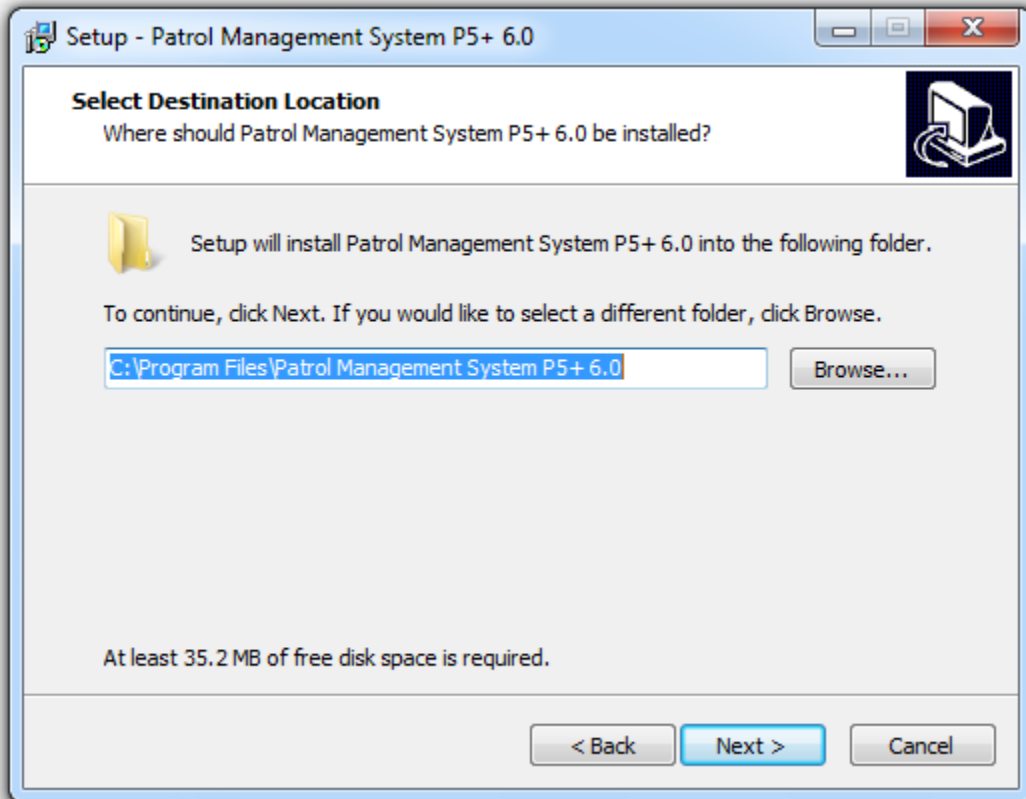 Setup - Patrol Management System P5+ 6.0
Select Destination Location
Where should Patrol Management System P5+ 6.0 be installed?
Setup will install Patrol Management System P5+ 6.0 into the following folder.
To continue, click Next. If you would like to select a different folder, click Browse.
C:\Program Files\Patrol Management System P5+ 6.0
Browse...
At least 35.2 MB of free disk space is required.
< Back
Next >
Cancel